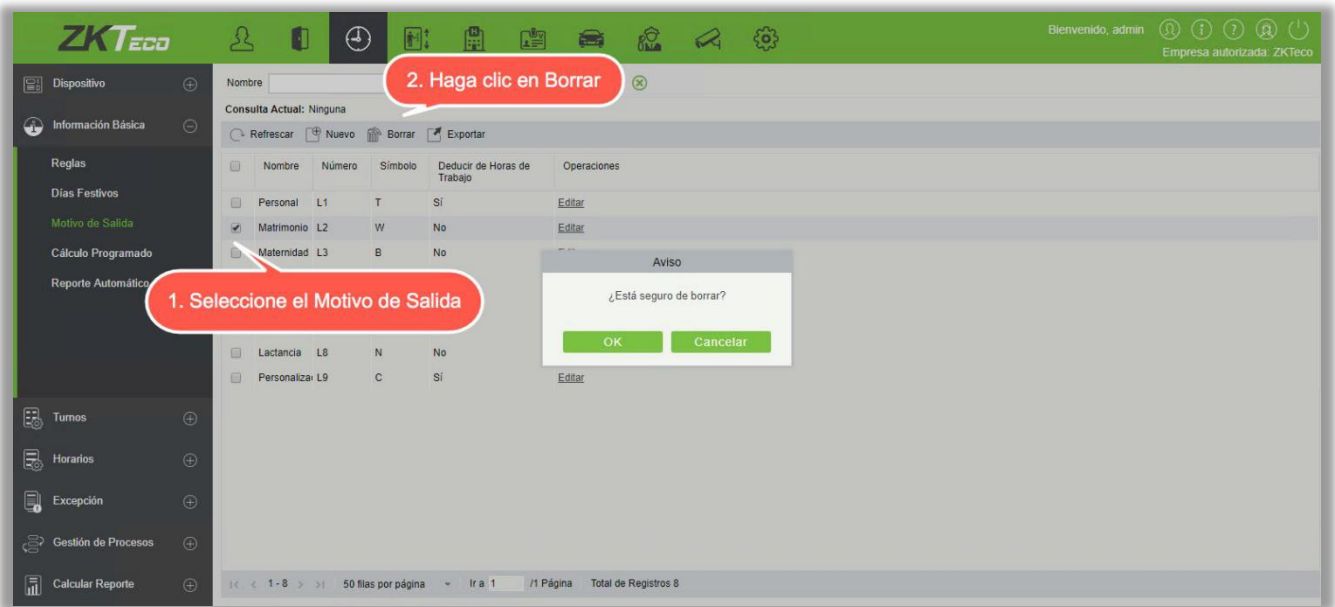 ZKTeco
Bienvenido, admin
Empresa autorizada: ZKTeco
Dispositivo
Información Básica
Reglas
Días Festivos
Motivo de Salida
Cálculo Programado
Reporte Automático
Turnos
Horarios
Excepción
Gestión de Procesos
Calcular Reporte
Nombre
2. Haga clic en Borrar
Consulta Actual: Ninguna
Refrescar Nuevo Borrar Exportar
Nombre Número Símbolo Deducir de Horas de Trabajo Operaciones
Personal L1 T Sí Editar
Matrimonio L2 W No Editar
Maternidad L3 B No
1. Seleccione el Motivo de Salida
Aviso
¿Está seguro de borrar?
OK Cancelar
Lactancia L8 N No
Personaliza L9 C Sí Editar
1 - 8 50 filas por página Ir a 1 /1 Página Total de Registros 8